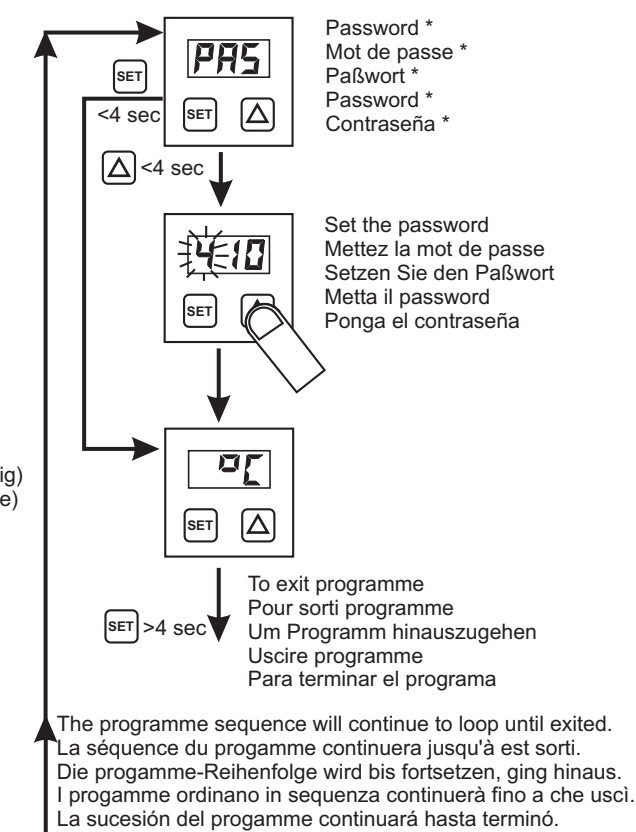 PAS
Password *
Mot de passe *
Paßwort *
Password *
Contraseña *
SET
<4 sec
SET
<4 sec
410
Set the password
Mettez la mot de passe
Setzen Sie den Paßwort
Metta il password
Ponga el contraseña
SET
ig)
e)
°C
SET
SET >4 sec
To exit programme
Pour sorti programme
Um Programm hinauszugehen
Uscire programme
Para terminar el programa
The programme sequence will continue to loop until exited.
La séquence du progamme continuera jusqu'à est sorti.
Die progamme-Reihenfolge wird bis fortsetzen, ging hinaus.
I progamme ordinano in sequenza continuerà fino a che uscì.
La sucesión del progamme continuará hasta terminó.